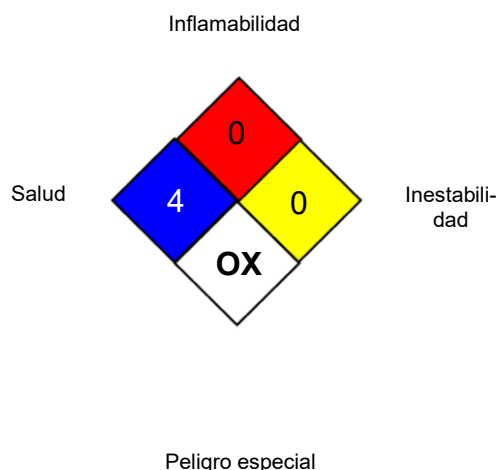 Inflamabilidad
0
Salud
4
0
Inestabili-
dad
OX
Peligro especial